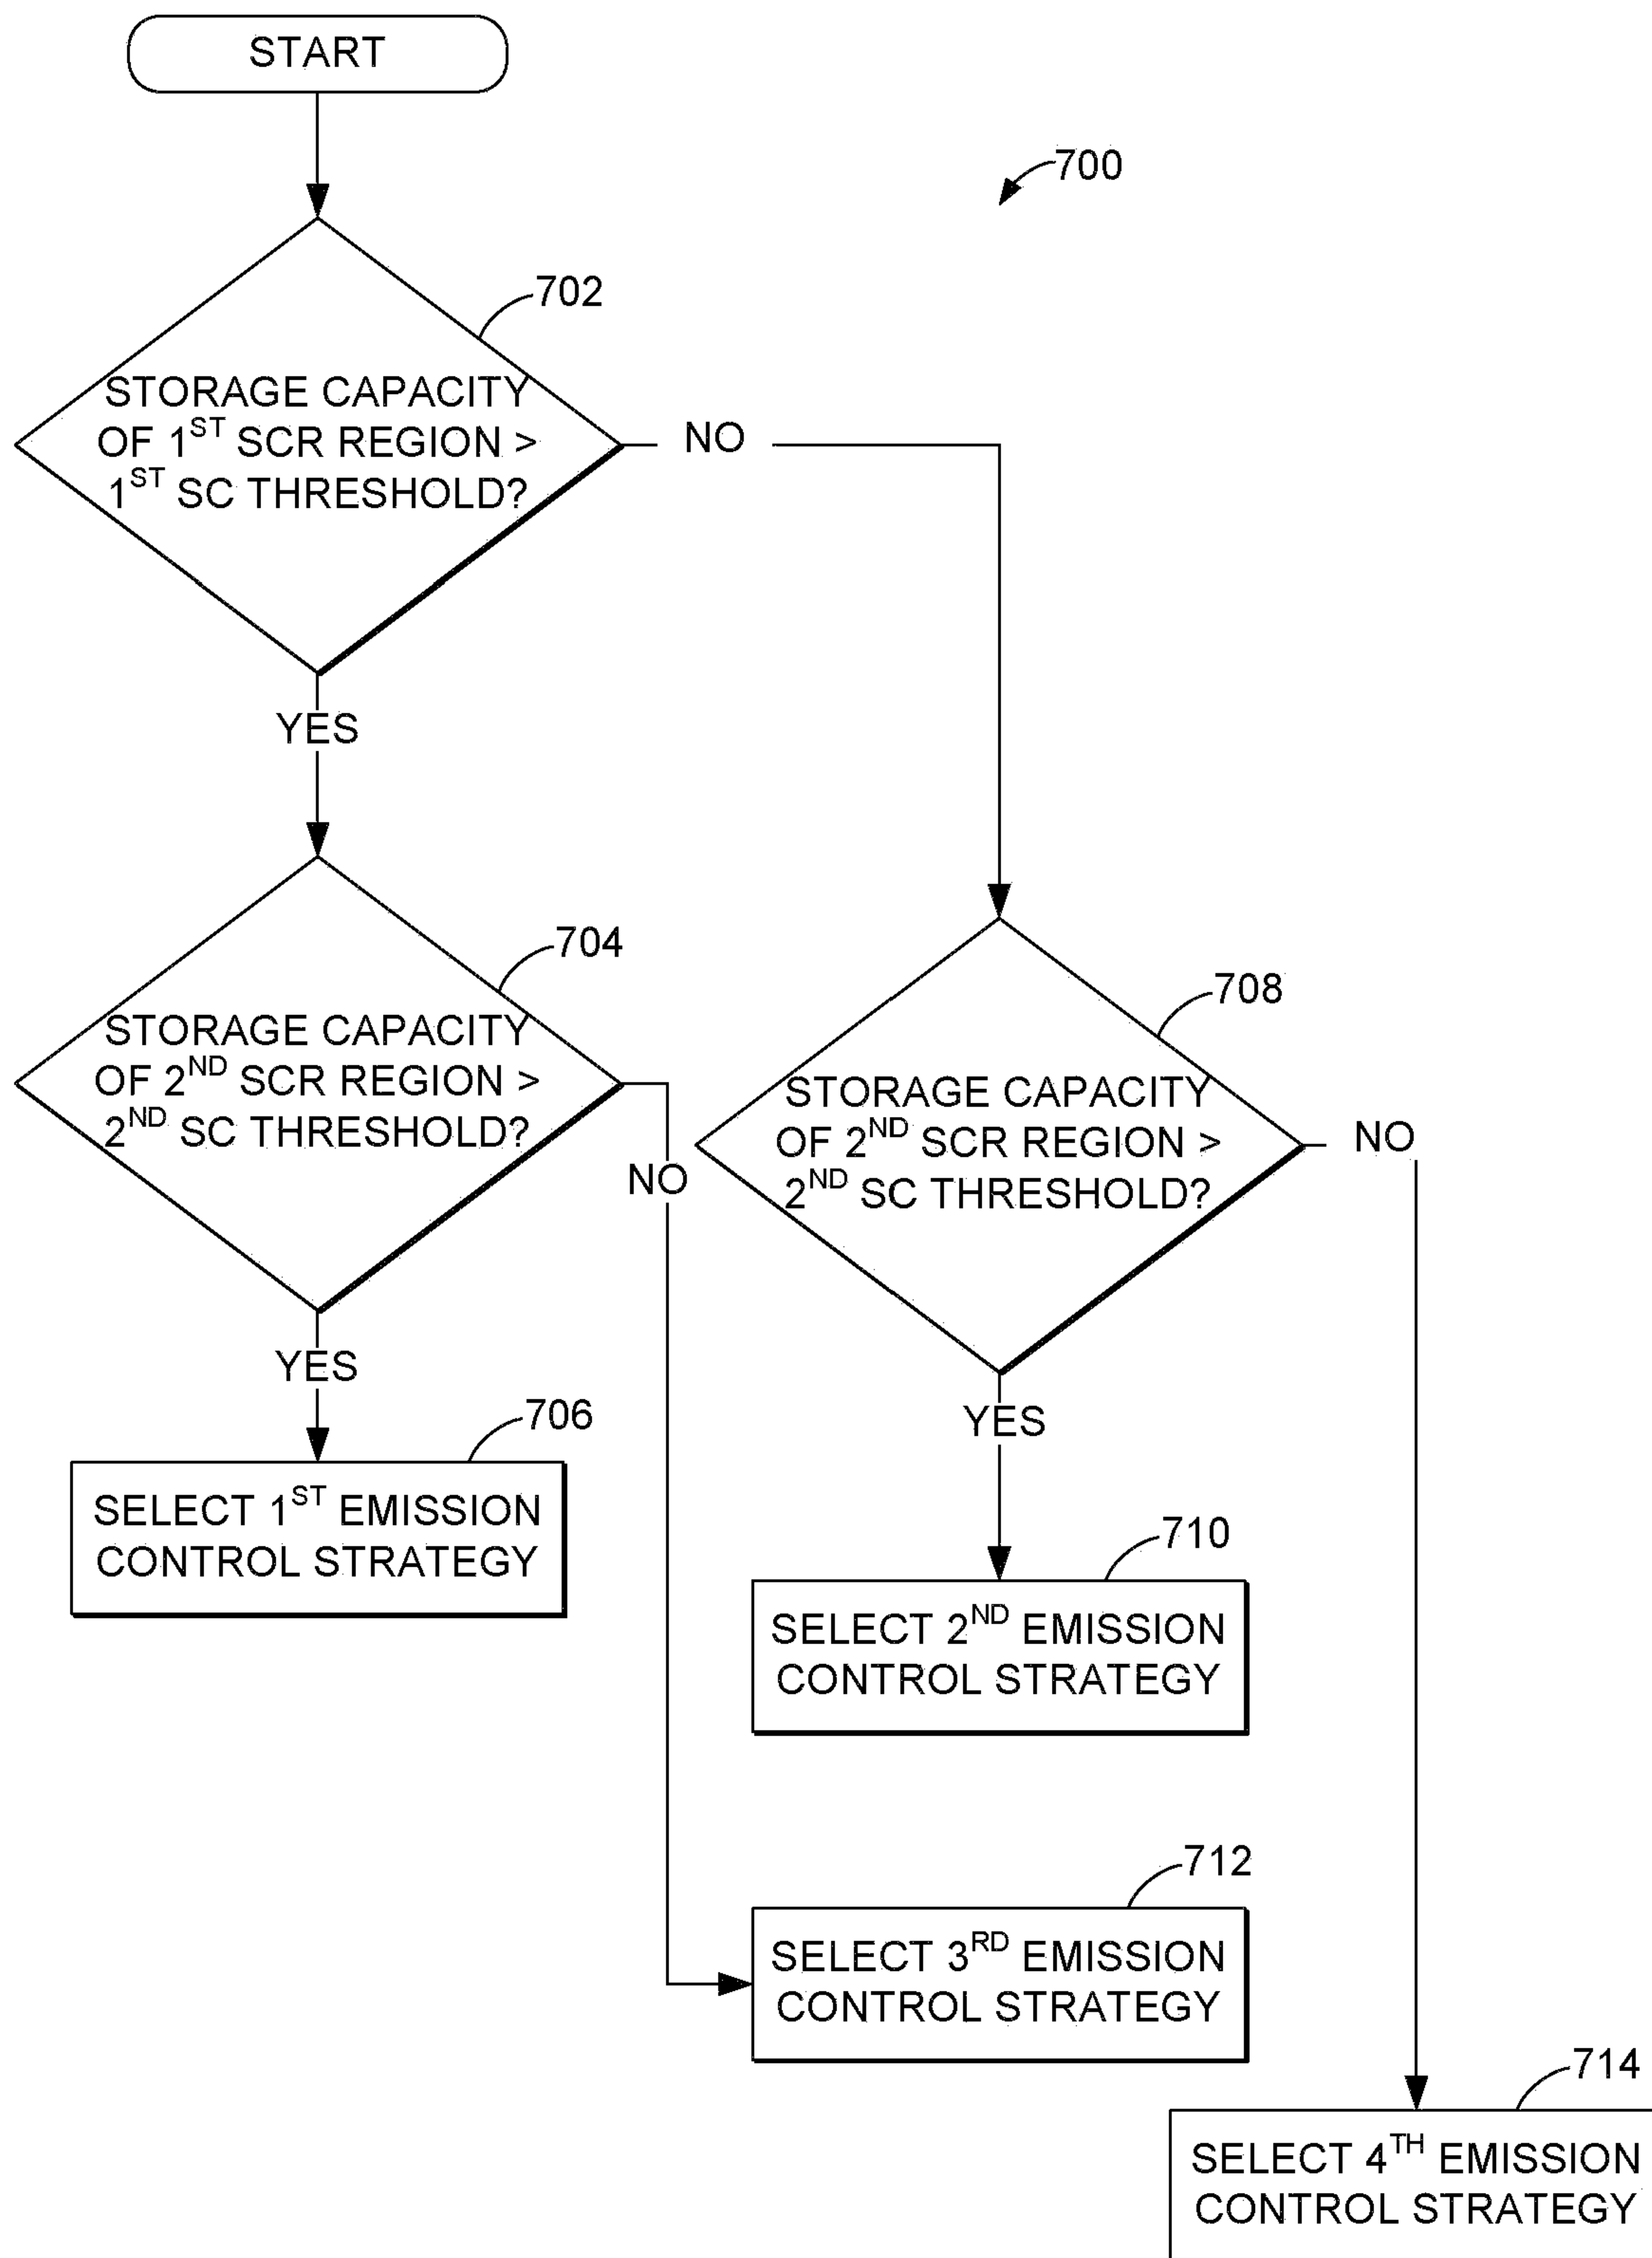 START
700
702
STORAGE CAPACITY
OF 1ST SCR REGION >
1ST SC THRESHOLD?
NO
YES
704
STORAGE CAPACITY
OF 2ND SCR REGION >
2ND SC THRESHOLD?
NO
YES
708
STORAGE CAPACITY
OF 2ND SCR REGION >
2ND SC THRESHOLD?
NO
YES
706
SELECT 1ST EMISSION
CONTROL STRATEGY
710
SELECT 2ND EMISSION
CONTROL STRATEGY
712
SELECT 3RD EMISSION
CONTROL STRATEGY
714
SELECT 4TH EMISSION
CONTROL STRATEGY